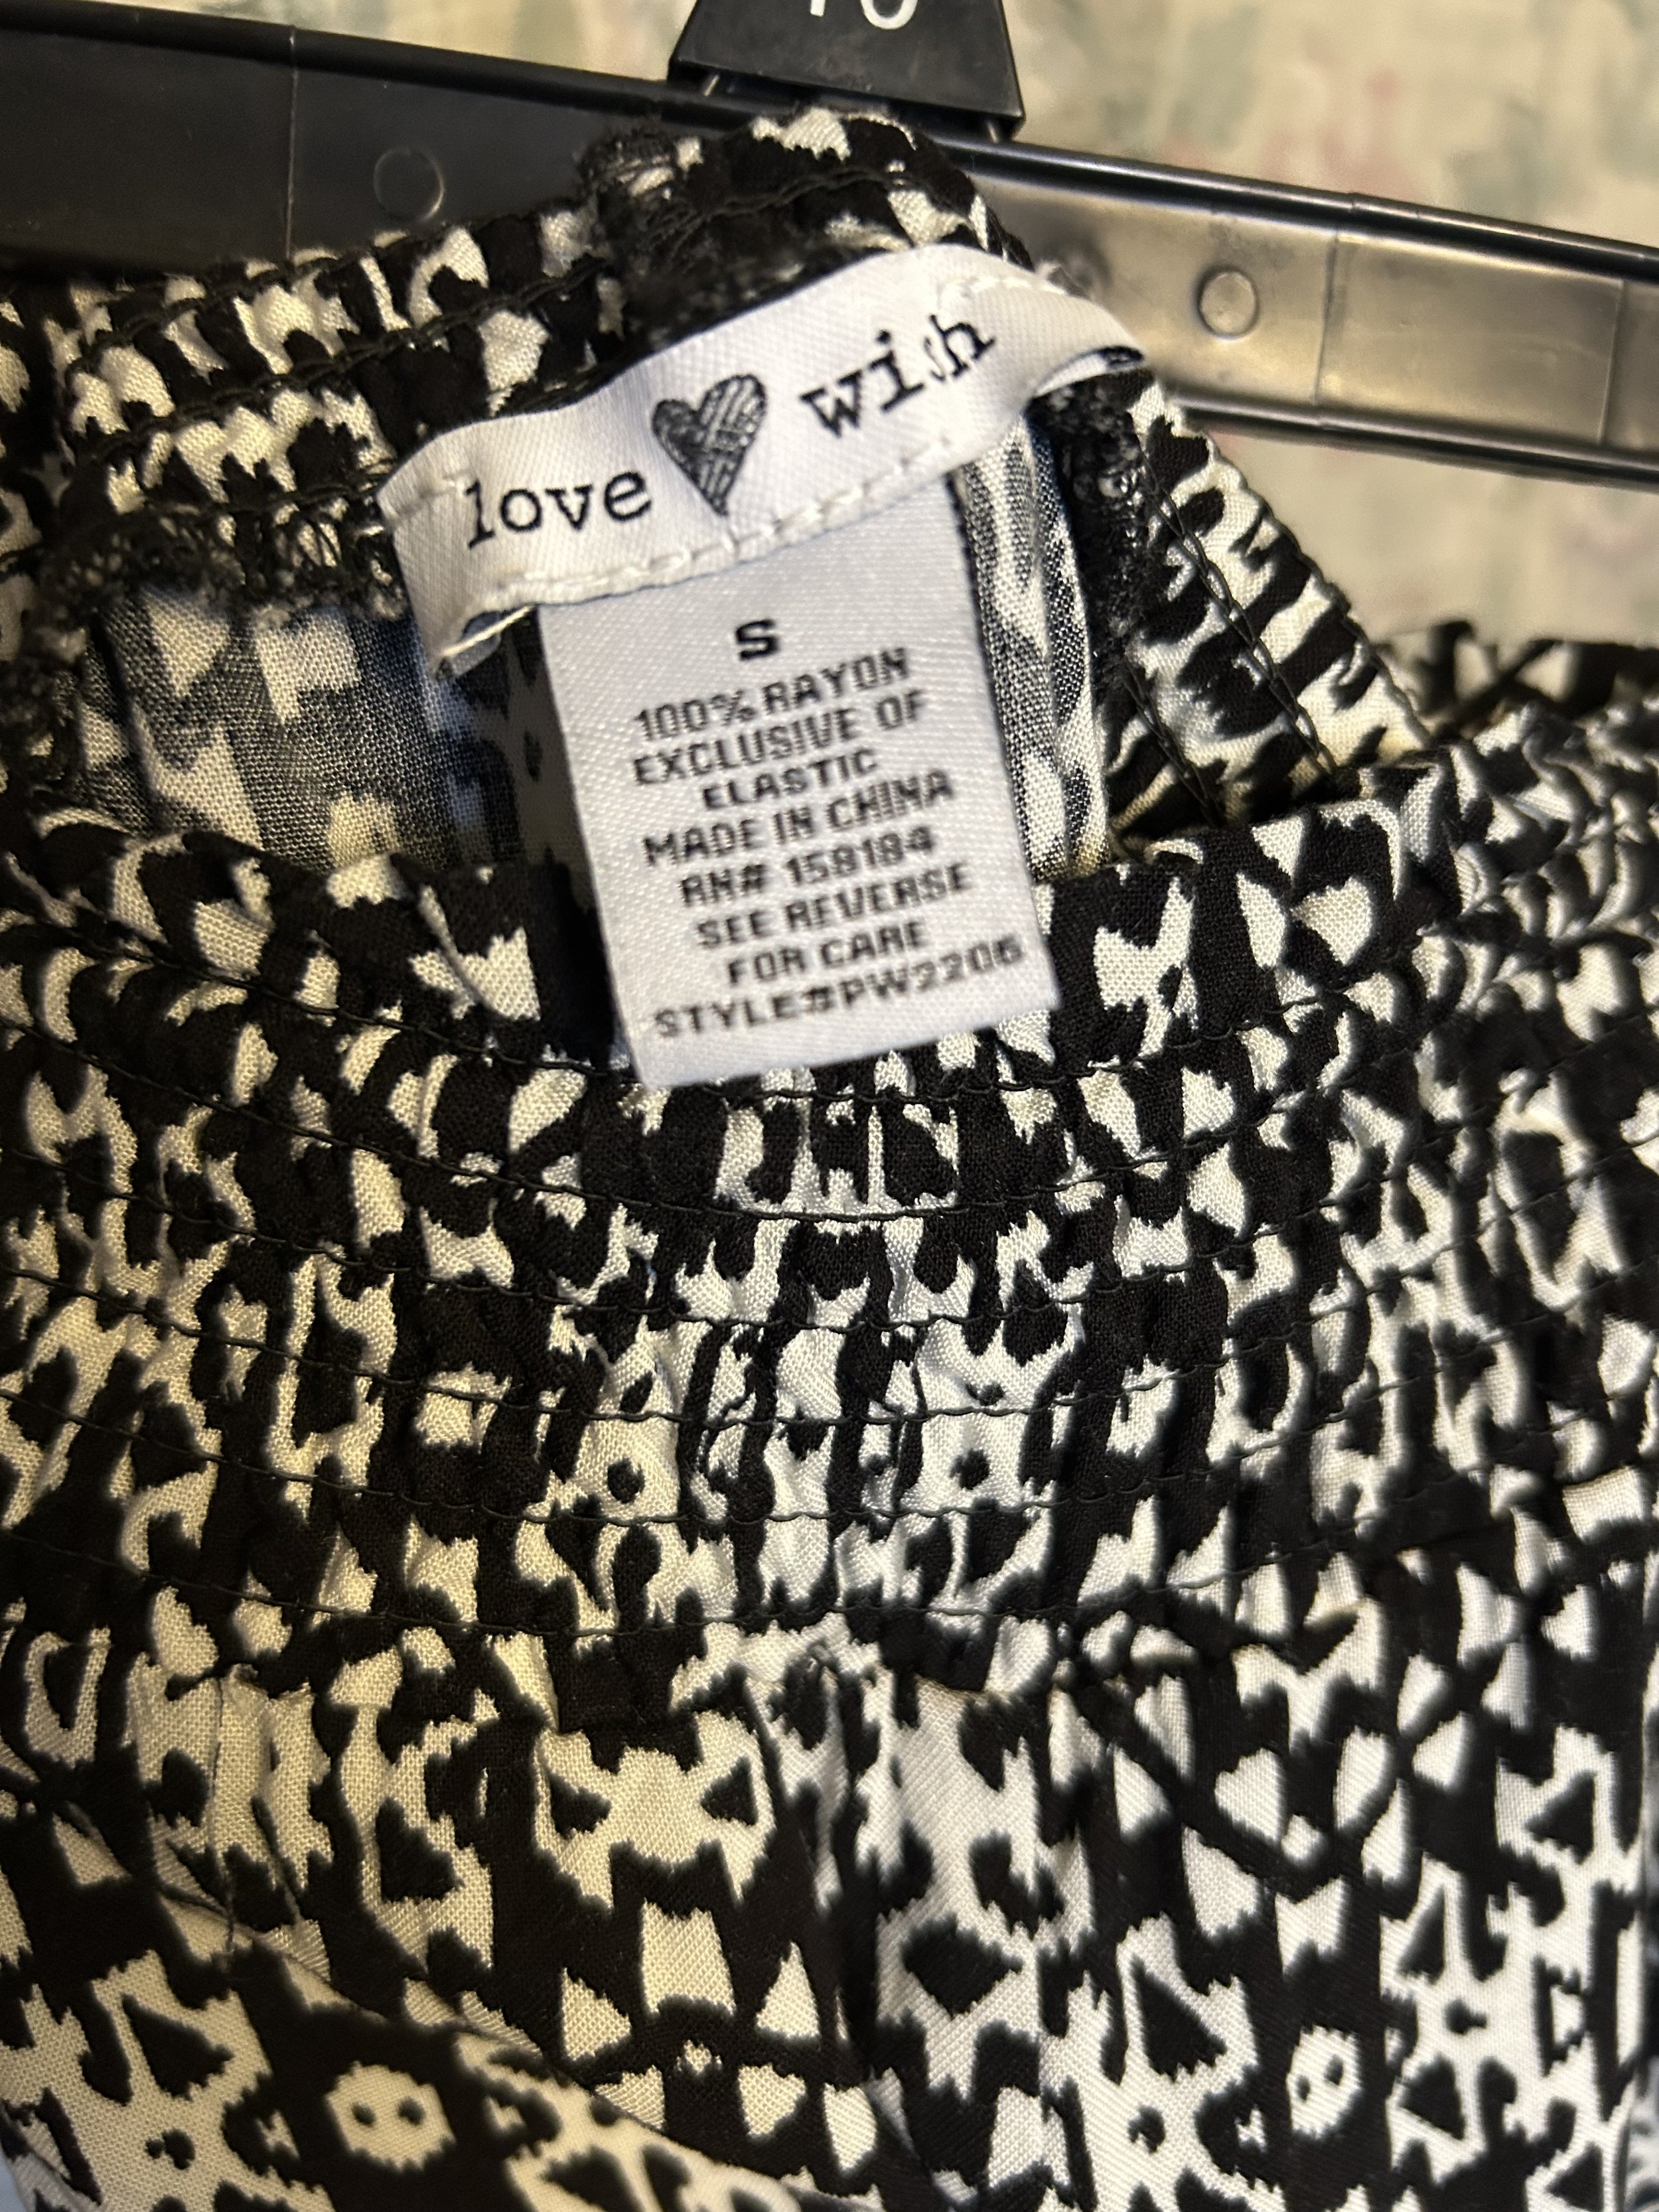 love wish
S
100% RAYON
EXCLUSIVE OF
ELASTIC
MADE IN CHINA
RN# 158184
SEE REVERSE
FOR CARE
STYLE#PW2206